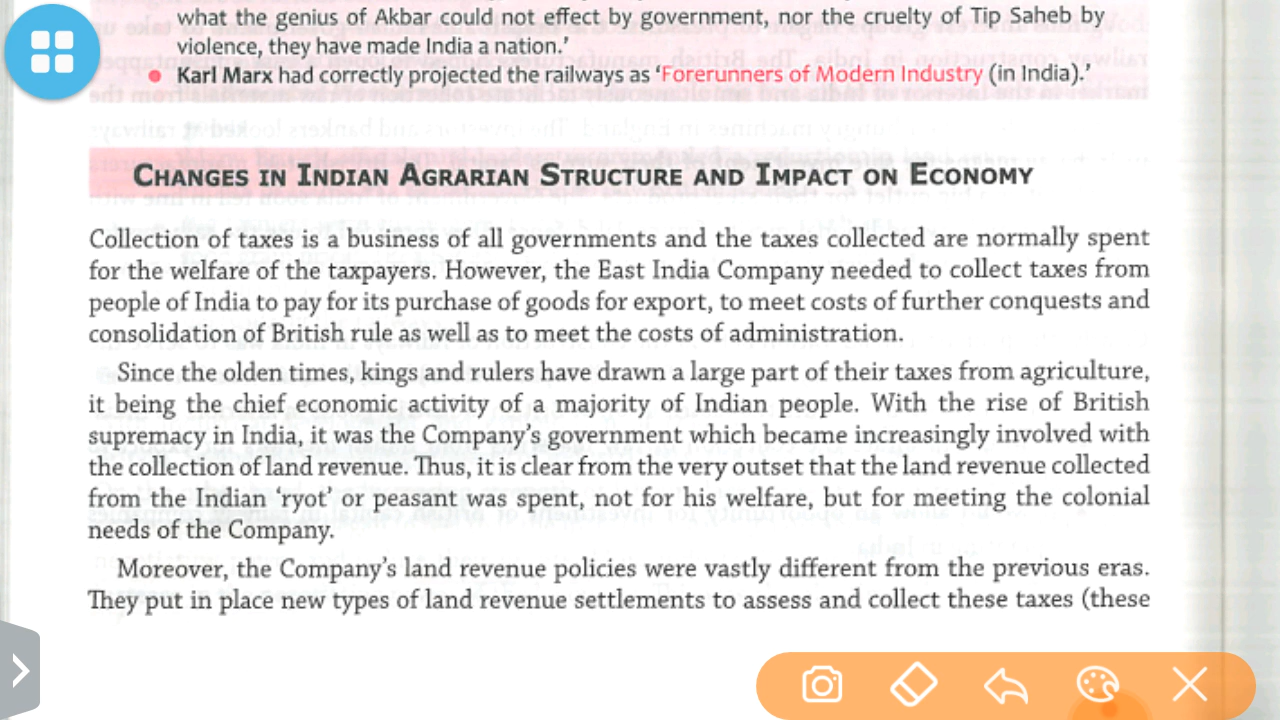 what the genius of Akbar could not effect by government, nor the cruelty of Tip Saheb by
violence, they have made India a nation.’
• Karl Marx had correctly projected the railways as ‘Forerunners of Modern Industry (in India).’
CHANGES IN INDIAN AGRARIAN STRUCTURE AND IMPACT ON ECONOMY
Collection of taxes is a business of all governments and the taxes collected are normally spent
for the welfare of the taxpayers. However, the East India Company needed to collect taxes from
people of India to pay for its purchase of goods for export, to meet costs of further conquests and
consolidation of British rule as well as to meet the costs of administration.
Since the olden times, kings and rulers have drawn a large part of their taxes from agriculture,
it being the chief economic activity of a majority of Indian people. With the rise of British
supremacy in India, it was the Company’s government which became increasingly involved with
the collection of land revenue. Thus, it is clear from the very outset that the land revenue collected
from the Indian ‘ryot’ or peasant was spent, not for his welfare, but for meeting the colonial
needs of the Company.
Moreover, the Company’s land revenue policies were vastly different from the previous eras.
They put in place new types of land revenue settlements to assess and collect these taxes (these